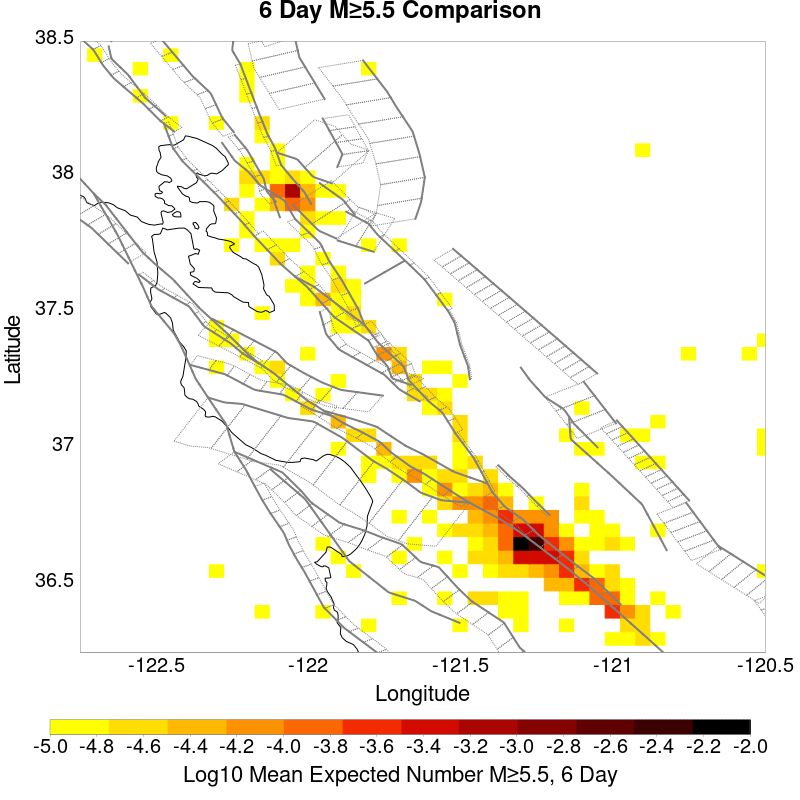 6 Day M≥5.5 Comparison
38.5
38
37.5
37
36.5
Latitude
-122.5 -122 -121.5 -121 -120.5
Longitude
-5.0 -4.8 -4.6 -4.4 -4.2 -4.0 -3.8 -3.6 -3.4 -3.2 -3.0 -2.8 -2.6 -2.4 -2.2 -2.0
Log10 Mean Expected Number M≥5.5, 6 Day